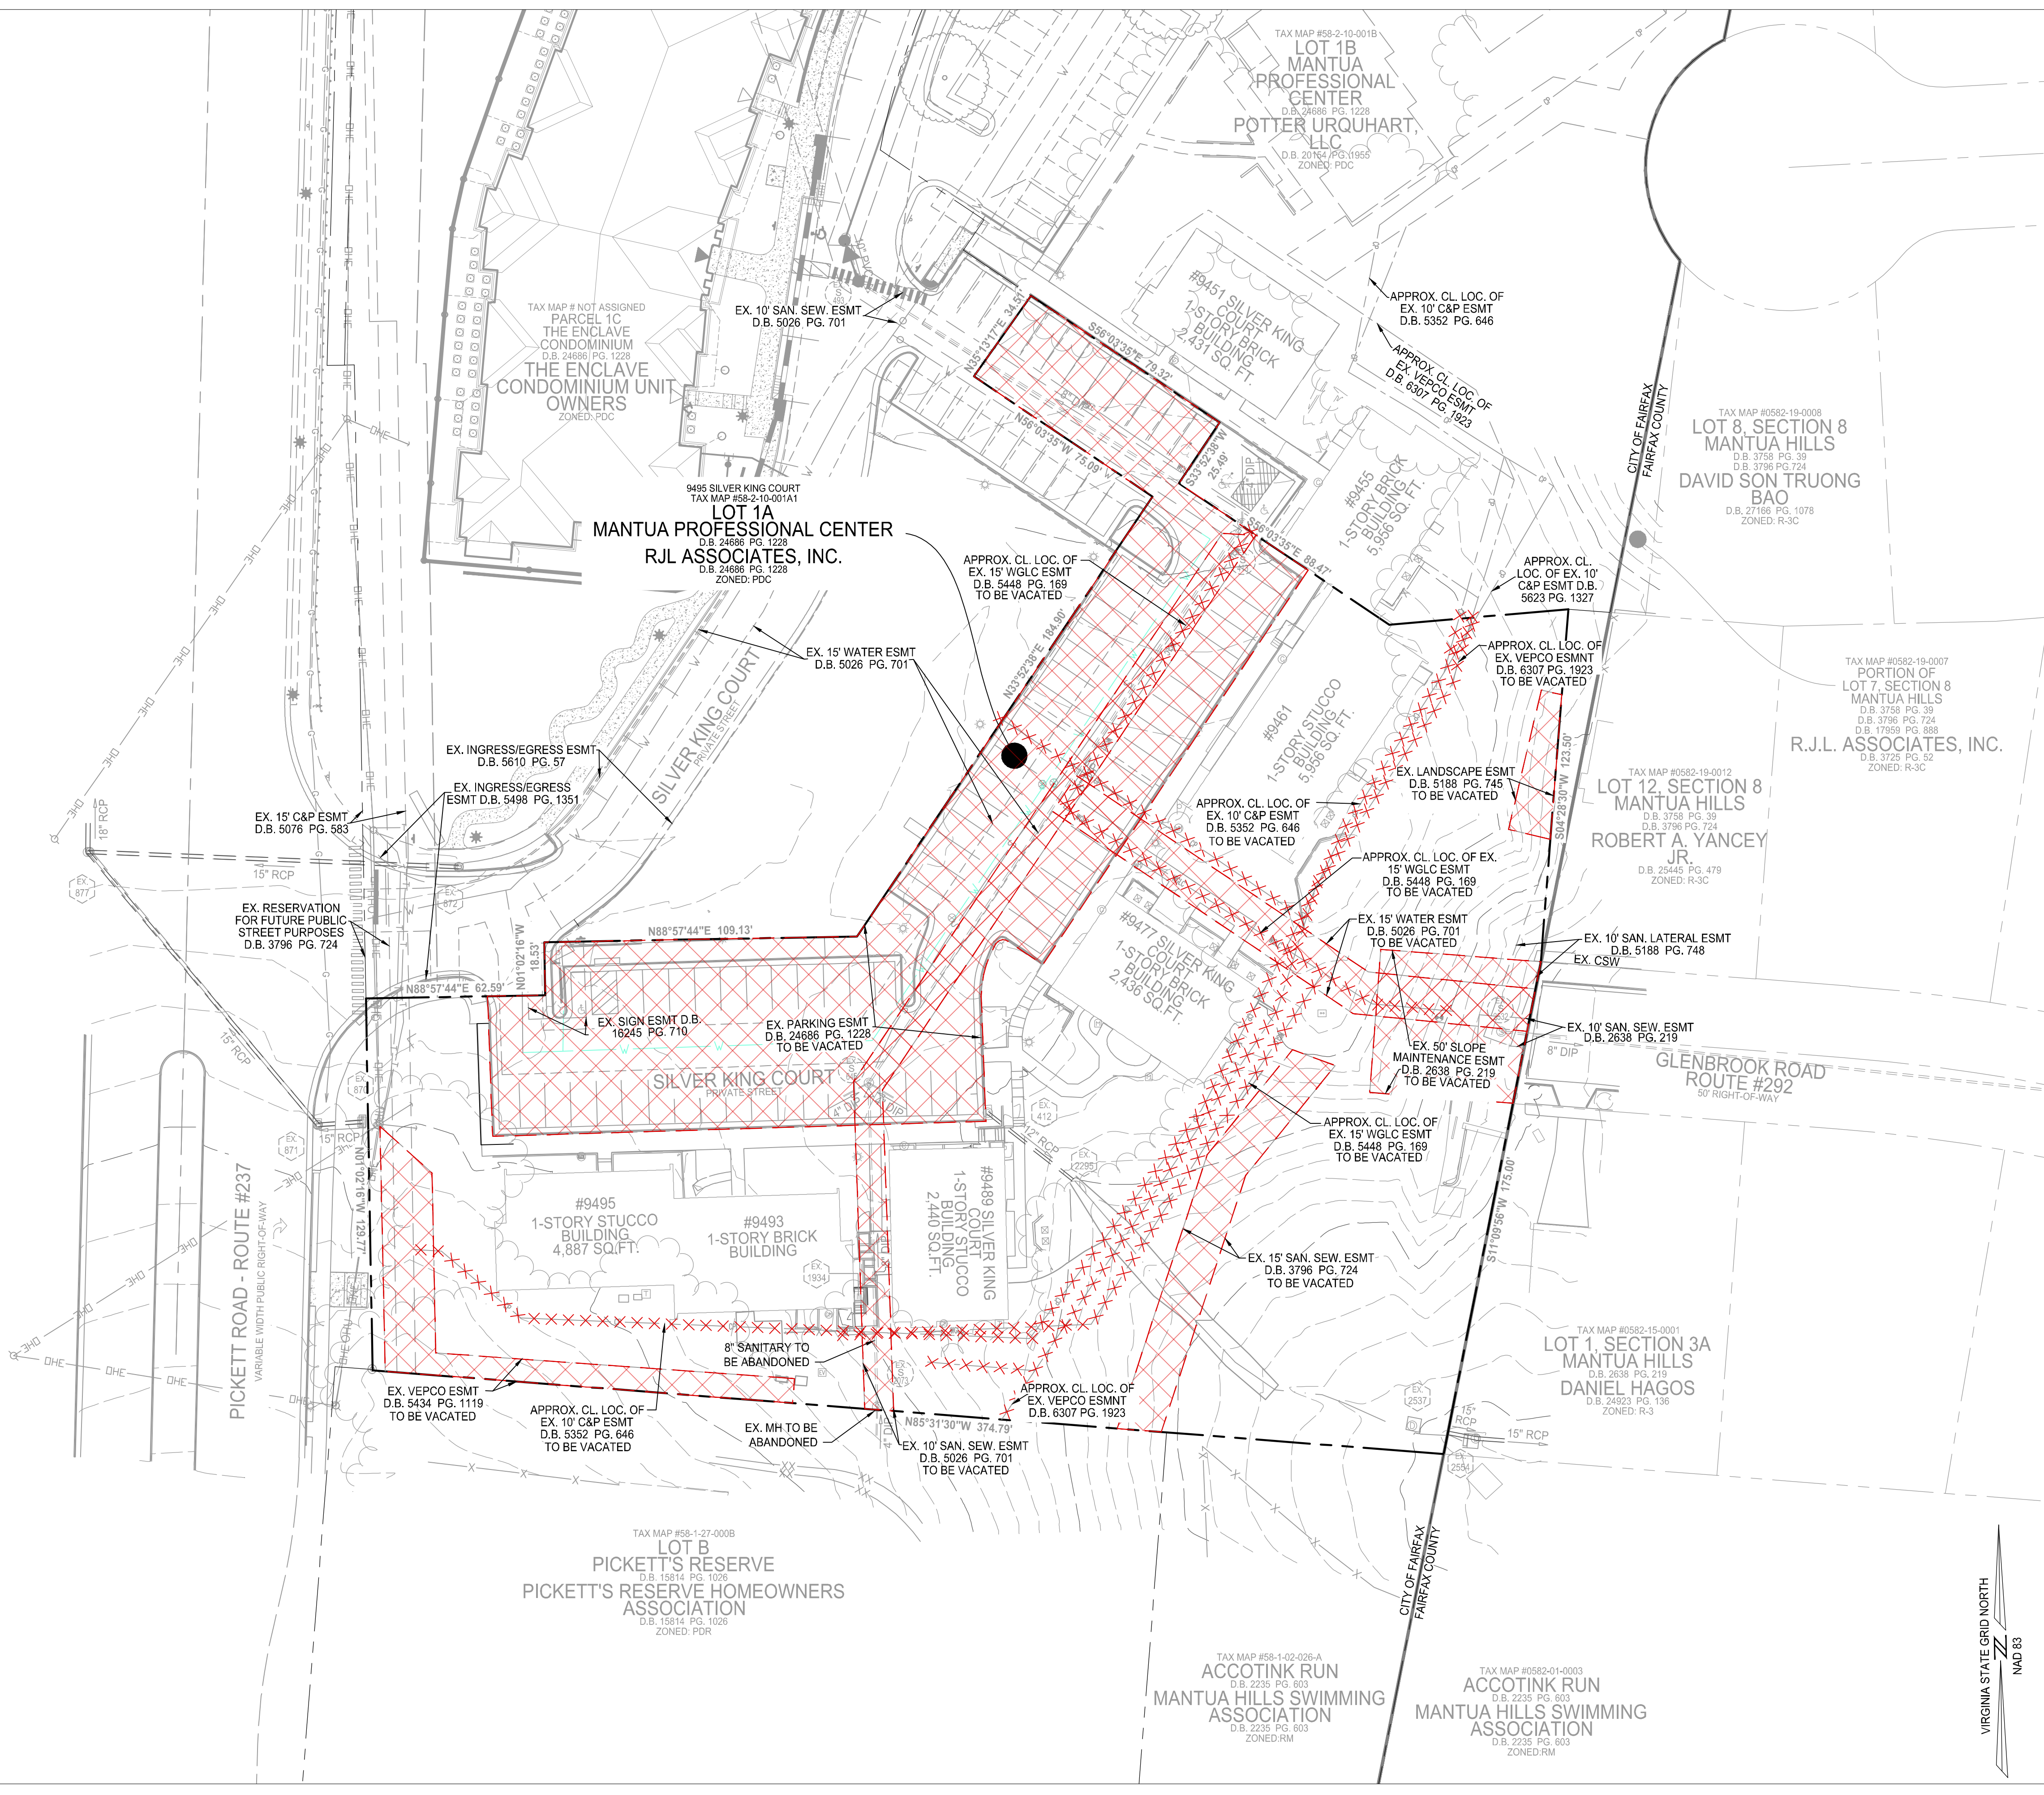 TAX MAP #58-2-10-001B
LOT 1B
MANTUA
PROFESSIONAL
CENTER
D.B. 24686 PG. 1228
POTTER URQUHART,
LLC
D.B. 20154 PG. 1955
ZONED: PDC
TAX MAP # NOT ASSIGNED
PARCEL 1C
THE ENCLAVE
CONDOMINIUM
D.B. 24686 PG. 1228
THE ENCLAVE
CONDOMINIUM UNIT
OWNERS
ZONED: PDC
10" PVC
EX. 10' SAN. SEW. ESMT
D.B. 5026 PG. 701
#9451 SILVER KING
COURT
1-STORY BRICK
BUILDING
2,431 SQ. FT.
APPROX. CL. LOC. OF
EX. 10' C&P ESMT
D.B. 5352 PG. 646
APPROX. CL. LOC. OF
EX. VEPCO ESMT
D.B. 6307 PG. 1923
CITY OF FAIRFAX
FAIRFAX COUNTY
TAX MAP #0582-19-0008
LOT 8, SECTION 8
MANTUA HILLS
D.B. 3758 PG. 39
D.B. 3796 PG.724
DAVID SON TRUONG
BAO
D.B. 27166 PG. 1078
ZONED: R-3C
N35°13'17"E 34.57'
S56°03'35"E 79.32'
N56°03'35"W 75.09'
S33°52'38"W
25.49'
S56°03'35"E 88.47'
#9455
1-STORY BRICK
BUILDING
5,956 SQ. FT.
9495 SILVER KING COURT
TAX MAP #58-2-10-001A1
LOT 1A
MANTUA PROFESSIONAL CENTER
D.B. 24686 PG. 1228
RJL ASSOCIATES, INC.
D.B. 24686 PG. 1228
ZONED: PDC
APPROX. CL. LOC. OF
EX. 15' WGLC ESMT
D.B. 5448 PG. 169
TO BE VACATED
APPROX. CL.
LOC. OF EX. 10'
C&P ESMT D.B.
5623 PG. 1327
EX. 15' WATER ESMT
D.B. 5026 PG. 701
N33°52'38"E 184.90'
APPROX. CL. LOC. OF
EX. VEPCO ESMNT
D.B. 6307 PG. 1923
TO BE VACATED
TAX MAP #0582-19-0007
PORTION OF
LOT 7, SECTION 8
MANTUA HILLS
D.B. 3758 PG. 39
D.B. 3796 PG. 724
D.B. 17959 PG. 888
R.J.L. ASSOCIATES, INC.
D.B. 3725 PG. 52
ZONED: R-3C
SILVER KING COURT
PRIVATE STREET
#9461
1-STORY STUCCO
BUILDING
5,956 SQ. FT.
S04°28'30"W 123.50'
EX. INGRESS/EGRESS ESMT
D.B. 5610 PG. 57
EX. INGRESS/EGRESS
ESMT D.B. 5498 PG. 1351
EX. 15' C&P ESMT
D.B. 5076 PG. 583
EX. LANDSCAPE ESMT
D.B. 5188 PG. 745
TO BE VACATED
APPROX. CL. LOC. OF
EX. 10' C&P ESMT
D.B. 5352 PG. 646
TO BE VACATED
TAX MAP #0582-19-0012
LOT 12, SECTION 8
MANTUA HILLS
D.B. 3758 PG. 39
D.B. 3796 PG. 724
ROBERT A. YANCEY
JR.
D.B. 25445 PG. 479
ZONED: R-3C
18" RCP
15" RCP
EX.
877
EX.
872
APPROX. CL. LOC. OF EX.
15' WGLC ESMT
D.B. 5448 PG. 169
TO BE VACATED
EX. RESERVATION
FOR FUTURE PUBLIC
STREET PURPOSES
D.B. 3796 PG. 724
N88°57'44"E 109.13'
N01°02'16"W
18.53'
N88°57'44"E 62.59'
EX. 15' WATER ESMT
D.B. 5026 PG. 701
TO BE VACATED
#9477 SILVER KING
COURT
1-STORY BRICK
BUILDING
2,436 SQ.FT.
EX. 10' SAN. LATERAL ESMT
D.B. 5188 PG. 748
EX. CSW
EX. SIGN ESMT D.B.
16245 PG. 710
EX. PARKING ESMT
D.B. 24686 PG. 1228
TO BE VACATED
EX. 10' SAN. SEW. ESMT
D.B. 2638 PG. 219
8" DIP
EX. 50' SLOPE
MAINTENANCE ESMT
D.B. 2638 PG. 219
TO BE VACATED
GLENBROOK ROAD
ROUTE #292
50' RIGHT-OF-WAY
15" RCP
SILVER KING COURT
PRIVATE STREET
4" DIP
EX.
870
EX.
871
15" RCP
EX.
412
12" RCP
EX.
2295
APPROX. CL. LOC. OF
EX. 15' WGLC ESMT
D.B. 5448 PG. 169
TO BE VACATED
N01°02'16"W 129.77'
PICKETT ROAD - ROUTE #237
VARIABLE WIDTH PUBLIC RIGHT-OF-WAY
#9495
1-STORY STUCCO
BUILDING
4,887 SQ.FT.
#9493
1-STORY BRICK
BUILDING
#9489 SILVER KING
COURT
1-STORY STUCCO
BUILDING
2,440 SQ.FT.
EX.
1934
S11°09'56"W 175.00'
EX. 15' SAN. SEW. ESMT
D.B. 3796 PG. 724
TO BE VACATED
8" SANITARY TO
BE ABANDONED
TAX MAP #0582-15-0001
LOT 1, SECTION 3A
MANTUA HILLS
D.B. 2638 PG. 219
DANIEL HAGOS
D.B. 24923 PG. 136
ZONED: R-3
EX. VEPCO ESMT
D.B. 5434 PG. 1119
TO BE VACATED
APPROX. CL. LOC. OF
EX. 10' C&P ESMT
D.B. 5352 PG. 646
TO BE VACATED
EX. MH TO BE
ABANDONED
4" DIP
APPROX. CL. LOC. OF
EX. VEPCO ESMNT
D.B. 6307 PG. 1923
N85°31'30"W 374.79'
EX. 10' SAN. SEW. ESMT
D.B. 5026 PG. 701
TO BE VACATED
EX.
2537
15"
RCP
15" RCP
EX.
2554
TAX MAP #58-1-27-000B
LOT B
PICKETT'S RESERVE
D.B. 15814 PG. 1026
PICKETT'S RESERVE HOMEOWNERS
ASSOCIATION
D.B. 15814 PG. 1026
ZONED: PDR
CITY OF FAIRFAX
FAIRFAX COUNTY
TAX MAP #58-1-02-026-A
ACCOTINK RUN
D.B. 2235 PG. 603
MANTUA HILLS SWIMMING
ASSOCIATION
D.B. 2235 PG. 603
ZONED:RM
TAX MAP #0582-01-0003
ACCOTINK RUN
D.B. 2235 PG. 603
MANTUA HILLS SWIMMING
ASSOCIATION
D.B. 2235 PG. 603
ZONED:RM
VIRGINIA STATE GRID NORTH
NAD 83